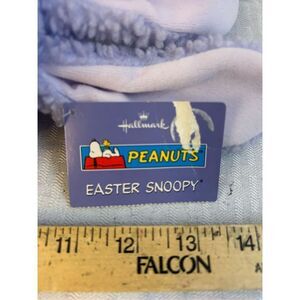 Hallmark
PEANUTS
EASTER SNOOPY
11 12 13 14
FALCON